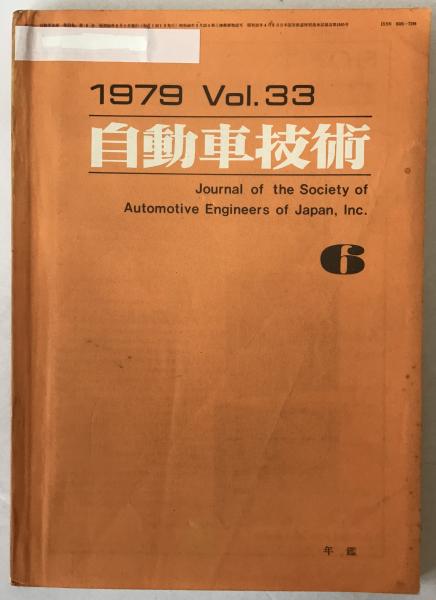 1979 Vol.33
自動車技術
Journal of the Society of
Automotive Engineers of Japan, Inc.
6
年鑑